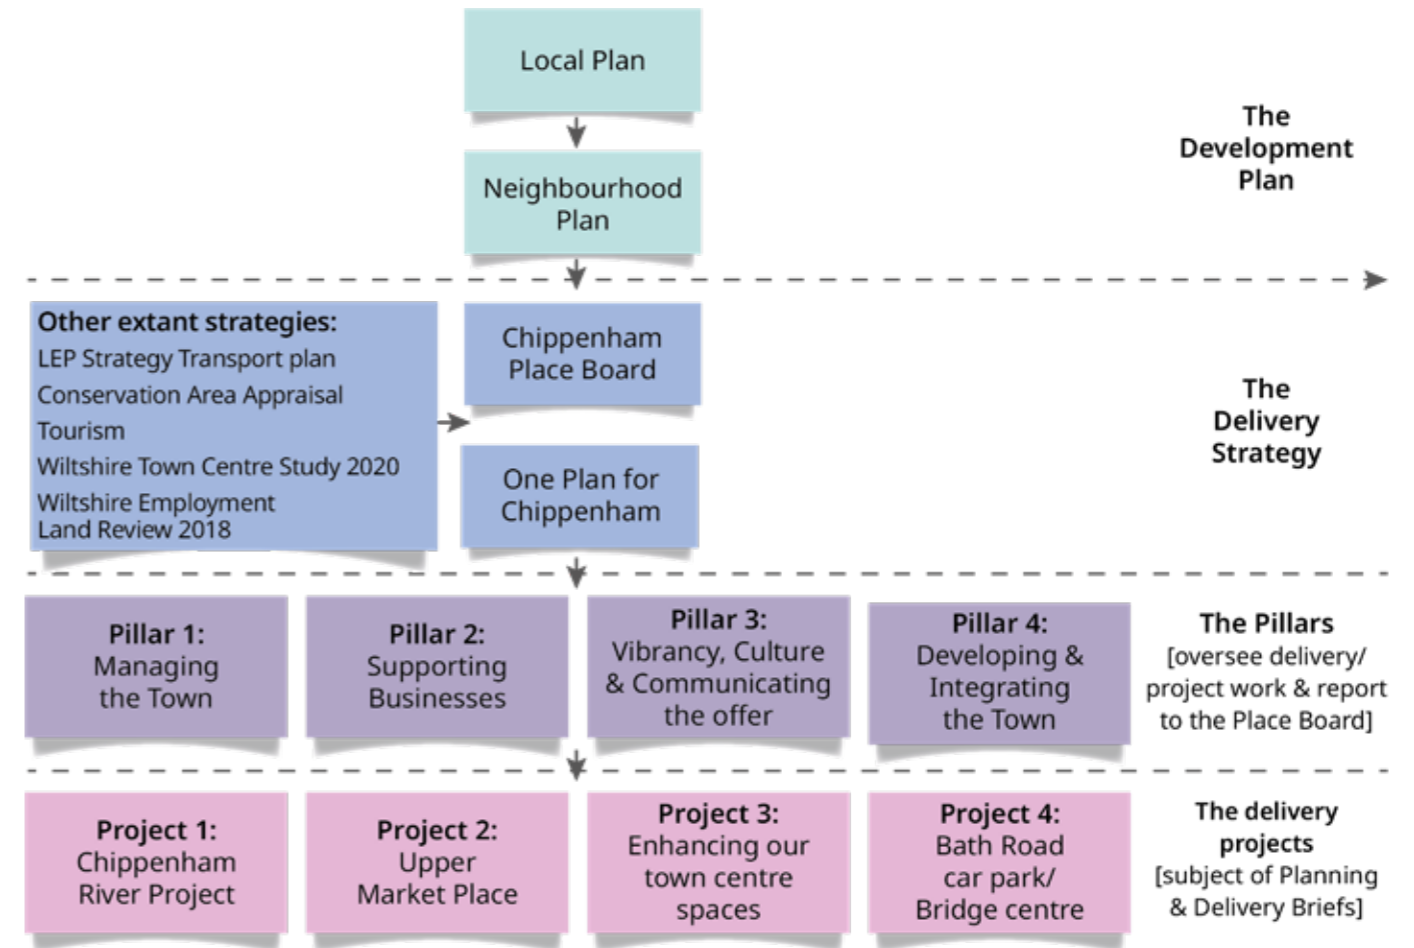 Local Plan
Neighbourhood
Plan
The
Development
Plan
Other extant strategies:
LEP Strategy Transport plan
Conservation Area Appraisal
Tourism
Wiltshire Town Centre Study 2020
Wiltshire Employment
Land Review 2018
Chippenham
Place Board
One Plan for
Chippenham
The
Delivery
Strategy
Pillar 1:
Managing
the Town
Pillar 2:
Supporting
Businesses
Pillar 3:
Vibrancy, Culture
& Communicating
the offer
Pillar 4:
Developing &
Integrating
the Town
The Pillars
[oversee delivery/
project work & report
to the Place Board]
Project 1:
Chippenham
River Project
Project 2:
Upper
Market Place
Project 3:
Enhancing our
town centre
spaces
Project 4:
Bath Road
car park/
Bridge centre
The delivery
projects
[subject of Planning
& Delivery Briefs]